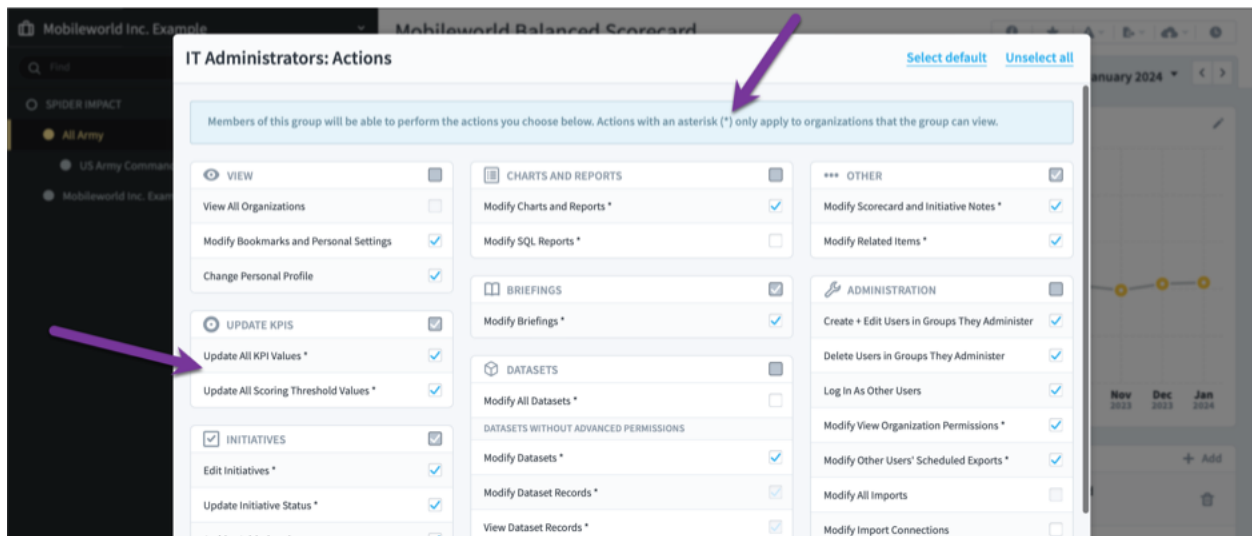 Mobileworld Inc. Example
Mobileworld Balanced Scorecard
Find
SPIDER IMPACT
All Army
US Army Command
Mobileworld Inc. Exam
January 2024
IT Administrators: Actions
Select default
Unselect all
Members of this group will be able to perform the actions you choose below. Actions with an asterisk (*) only apply to organizations that the group can view.
VIEW
View All Organizations
Modify Bookmarks and Personal Settings
Change Personal Profile
UPDATE KPIS
Update All KPI Values *
Update All Scoring Threshold Values *
INITIATIVES
Edit Initiatives *
Update Initiative Status *
CHARTS AND REPORTS
Modify Charts and Reports *
Modify SQL Reports *
BRIEFINGS
Modify Briefings *
DATASETS
Modify All Datasets *
DATASETS WITHOUT ADVANCED PERMISSIONS
Modify Datasets *
Modify Dataset Records *
View Dataset Records *
OTHER
Modify Scorecard and Initiative Notes *
Modify Related Items *
ADMINISTRATION
Create + Edit Users in Groups They Administer
Delete Users in Groups They Administer
Log In As Other Users
Modify View Organization Permissions *
Modify Other Users' Scheduled Exports *
Modify All Imports
Modify Import Connections
Nov Dec Jan
2023 2023 2024
+ Add